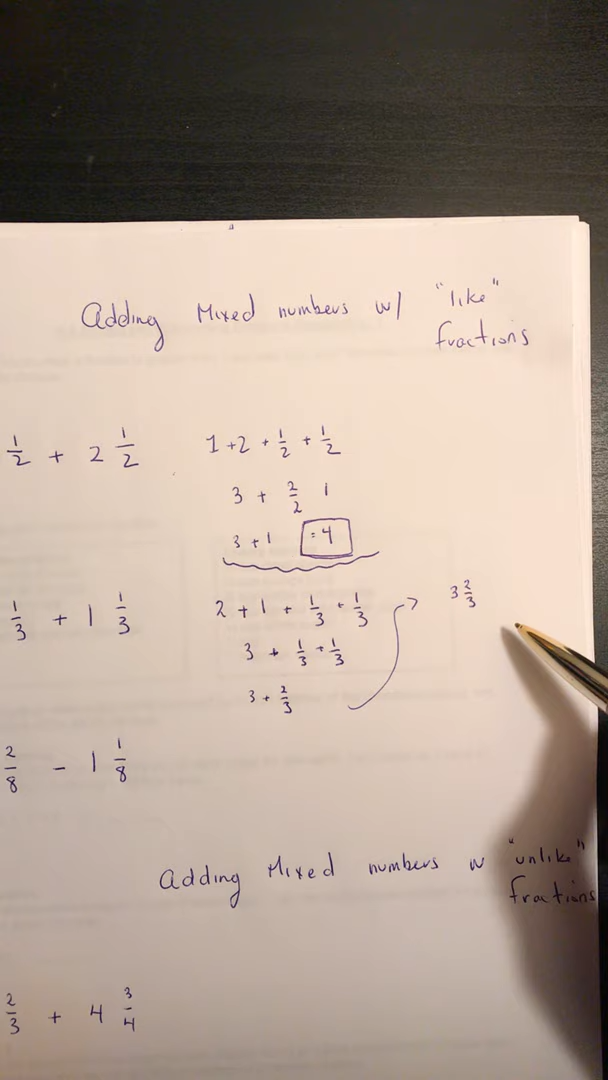 Adding Mixed numbers w/ "like"
fractions
1/2 + 2 1/2
1 + 2 + 1/2 + 1/2
3 + 2/2 1
3 + 1 = 4
1/3 + 1 1/3
2 + 1 + 1/3 + 1/3
3 2/3
3 + 1/3 + 1/3
3 + 2/3
2/8 - 1 1/8
Adding Mixed numbers w "unlike"
fractions
2/3 + 4 3/4